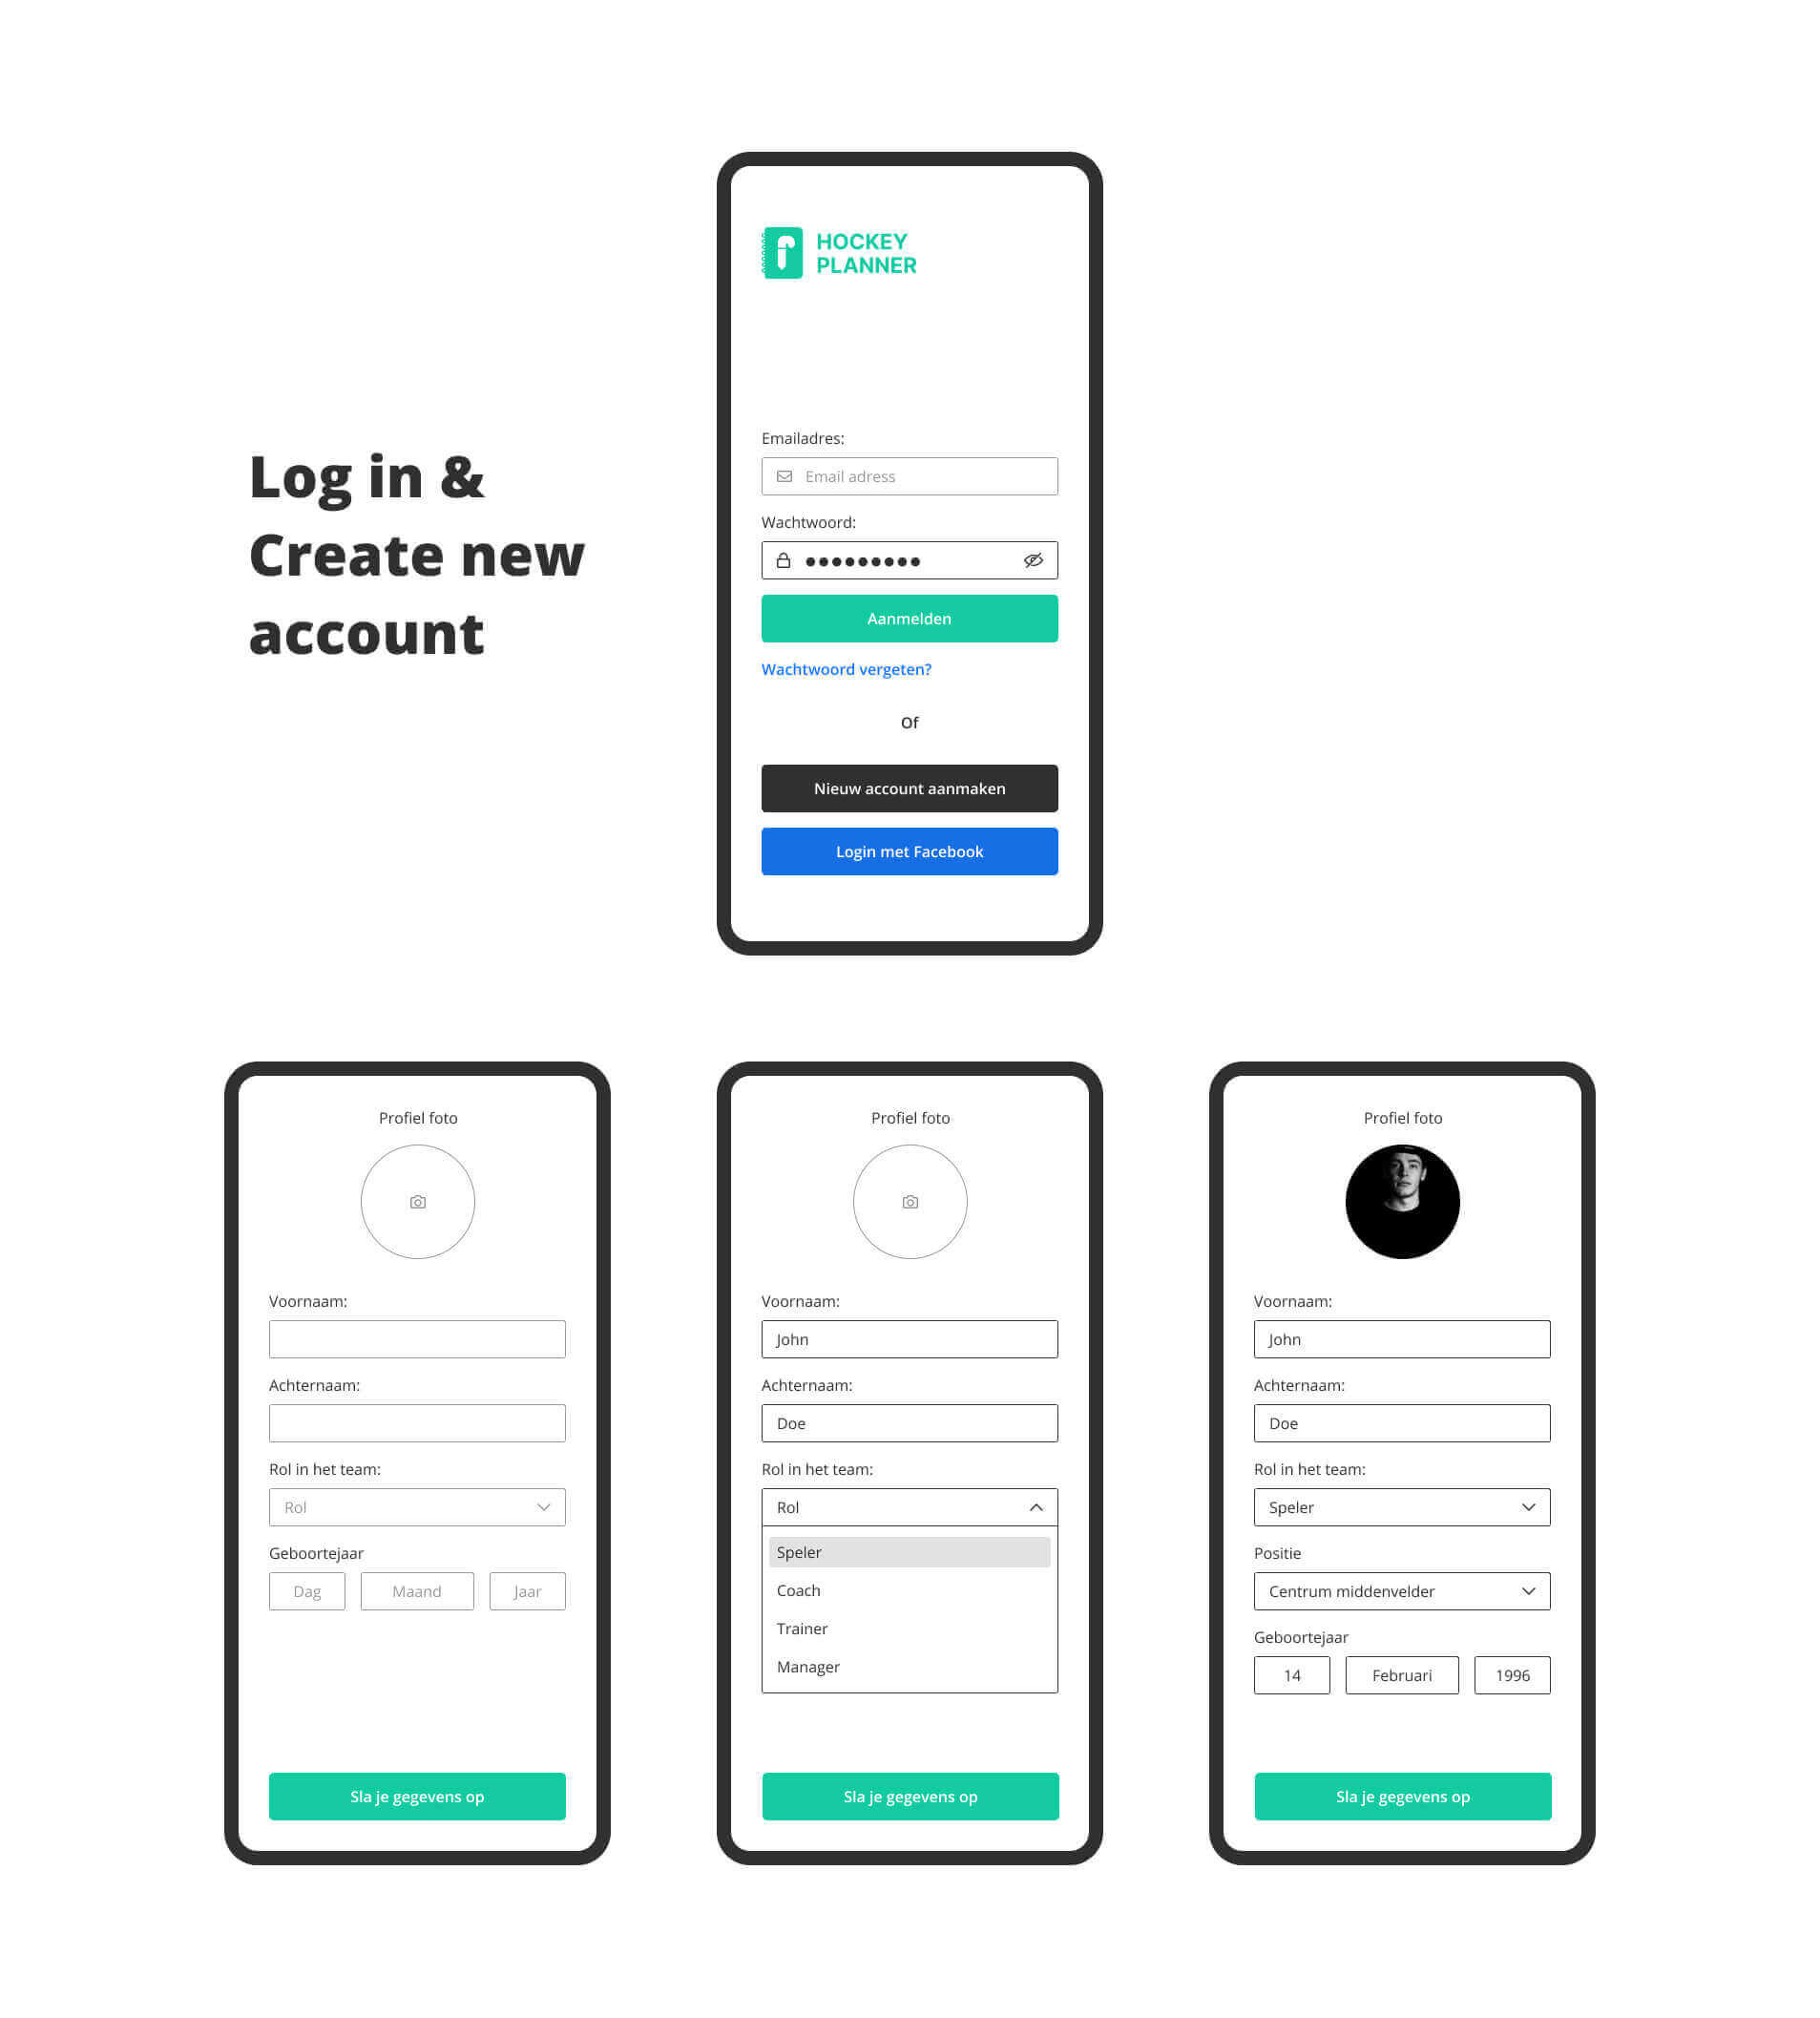 HOCKEY
PLANNER
Log in &
Create new
account
Emailadres:
Email adress
Wachtwoord:
Aanmelden
Wachtwoord vergeten?
Of
Nieuw account aanmaken
Login met Facebook
Profiel foto
Voornaam:
Achternaam:
Rol in het team:
Rol
Geboortejaar
Dag Maand Jaar
Sla je gegevens op
Profiel foto
Voornaam:
John
Achternaam:
Doe
Rol in het team:
Rol
Speler
Coach
Trainer
Manager
Sla je gegevens op
Profiel foto
Voornaam:
John
Achternaam:
Doe
Rol in het team:
Speler
Positie
Centrum middenvelder
Geboortejaar
14 Februari 1996
Sla je gegevens op